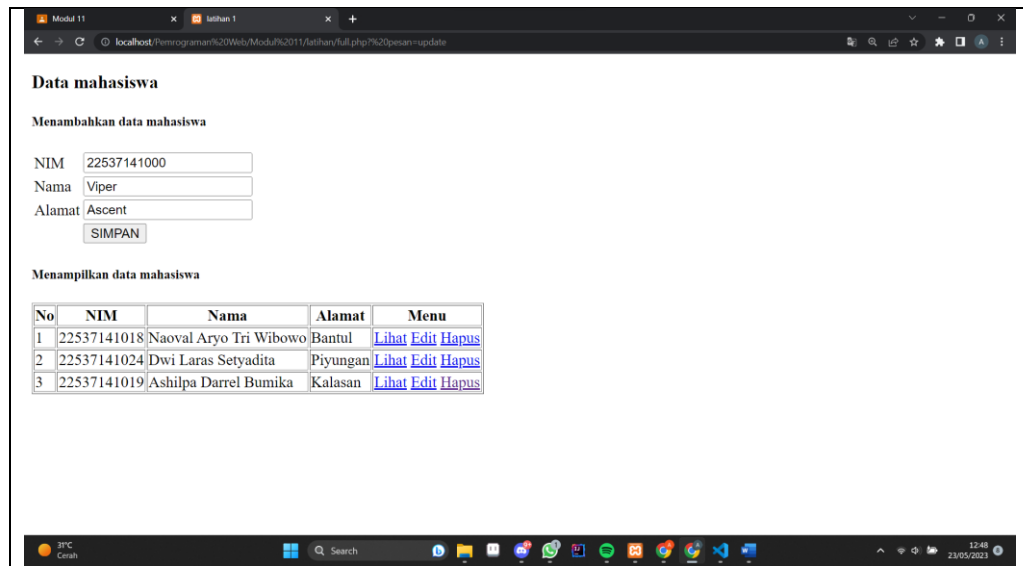 Modul 11
latihan 1
localhost/Pemrograman%20Web/Modul%2011/latihan/full.php?%20pesan=update
Data mahasiswa
Menambahkan data mahasiswa
NIM 22537141000
Nama Viper
Alamat Ascent
SIMPAN
Menampilkan data mahasiswa
No NIM Nama Alamat Menu
1 22537141018 Naoval Aryo Tri Wibowo Bantul Lihat Edit Hapus
2 22537141024 Dwi Laras Setyadita Piyungan Lihat Edit Hapus
3 22537141019 Ashilpa Darrel Bumika Kalasan Lihat Edit Hapus
31°C
Cerah
Search
12:48
23/05/2023